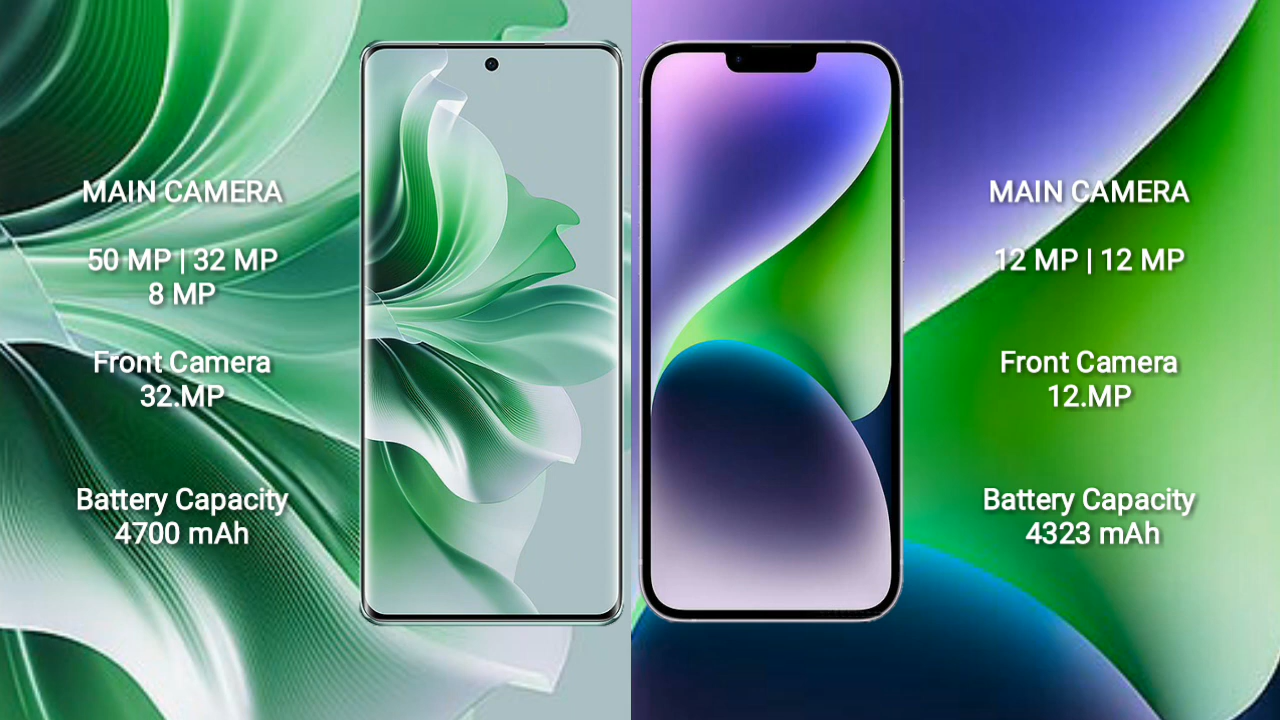 MAIN CAMERA
50 MP | 32 MP
8 MP
Front Camera
32.MP
Battery Capacity
4700 mAh
MAIN CAMERA
12 MP | 12 MP
Front Camera
12.MP
Battery Capacity
4323 mAh